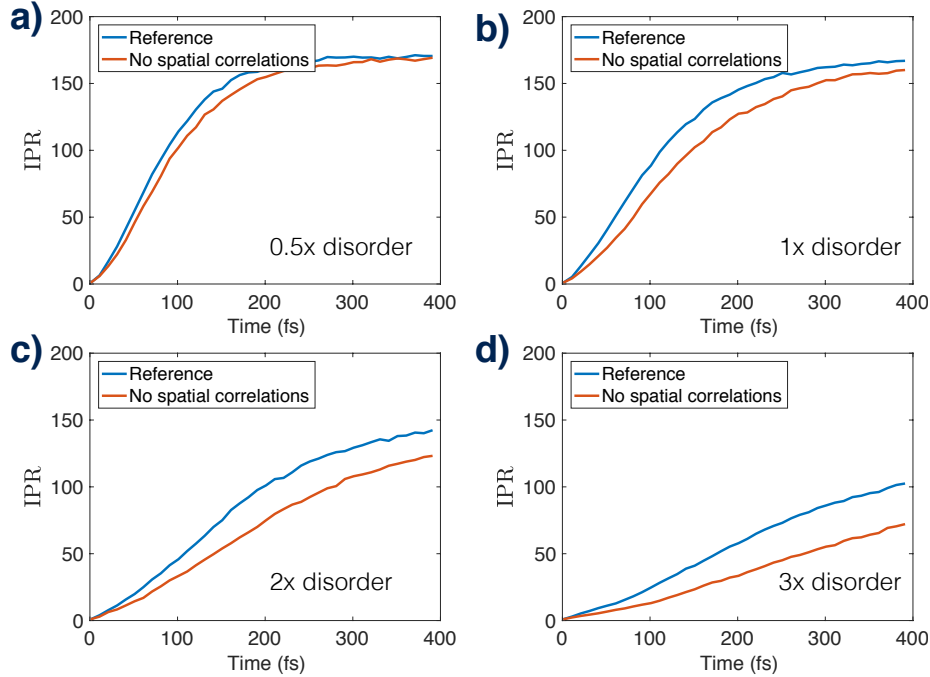 a)
200
150
100
50
0
IPR
Reference
No spatial correlations
0.5x disorder
0 100 200 300 400
Time (fs)
b)
200
150
100
50
0
IPR
Reference
No spatial correlations
1x disorder
0 100 200 300 400
Time (fs)
c)
200
150
100
50
0
IPR
Reference
No spatial correlations
2x disorder
0 100 200 300 400
Time (fs)
d)
200
150
100
50
0
IPR
Reference
No spatial correlations
3x disorder
0 100 200 300 400
Time (fs)